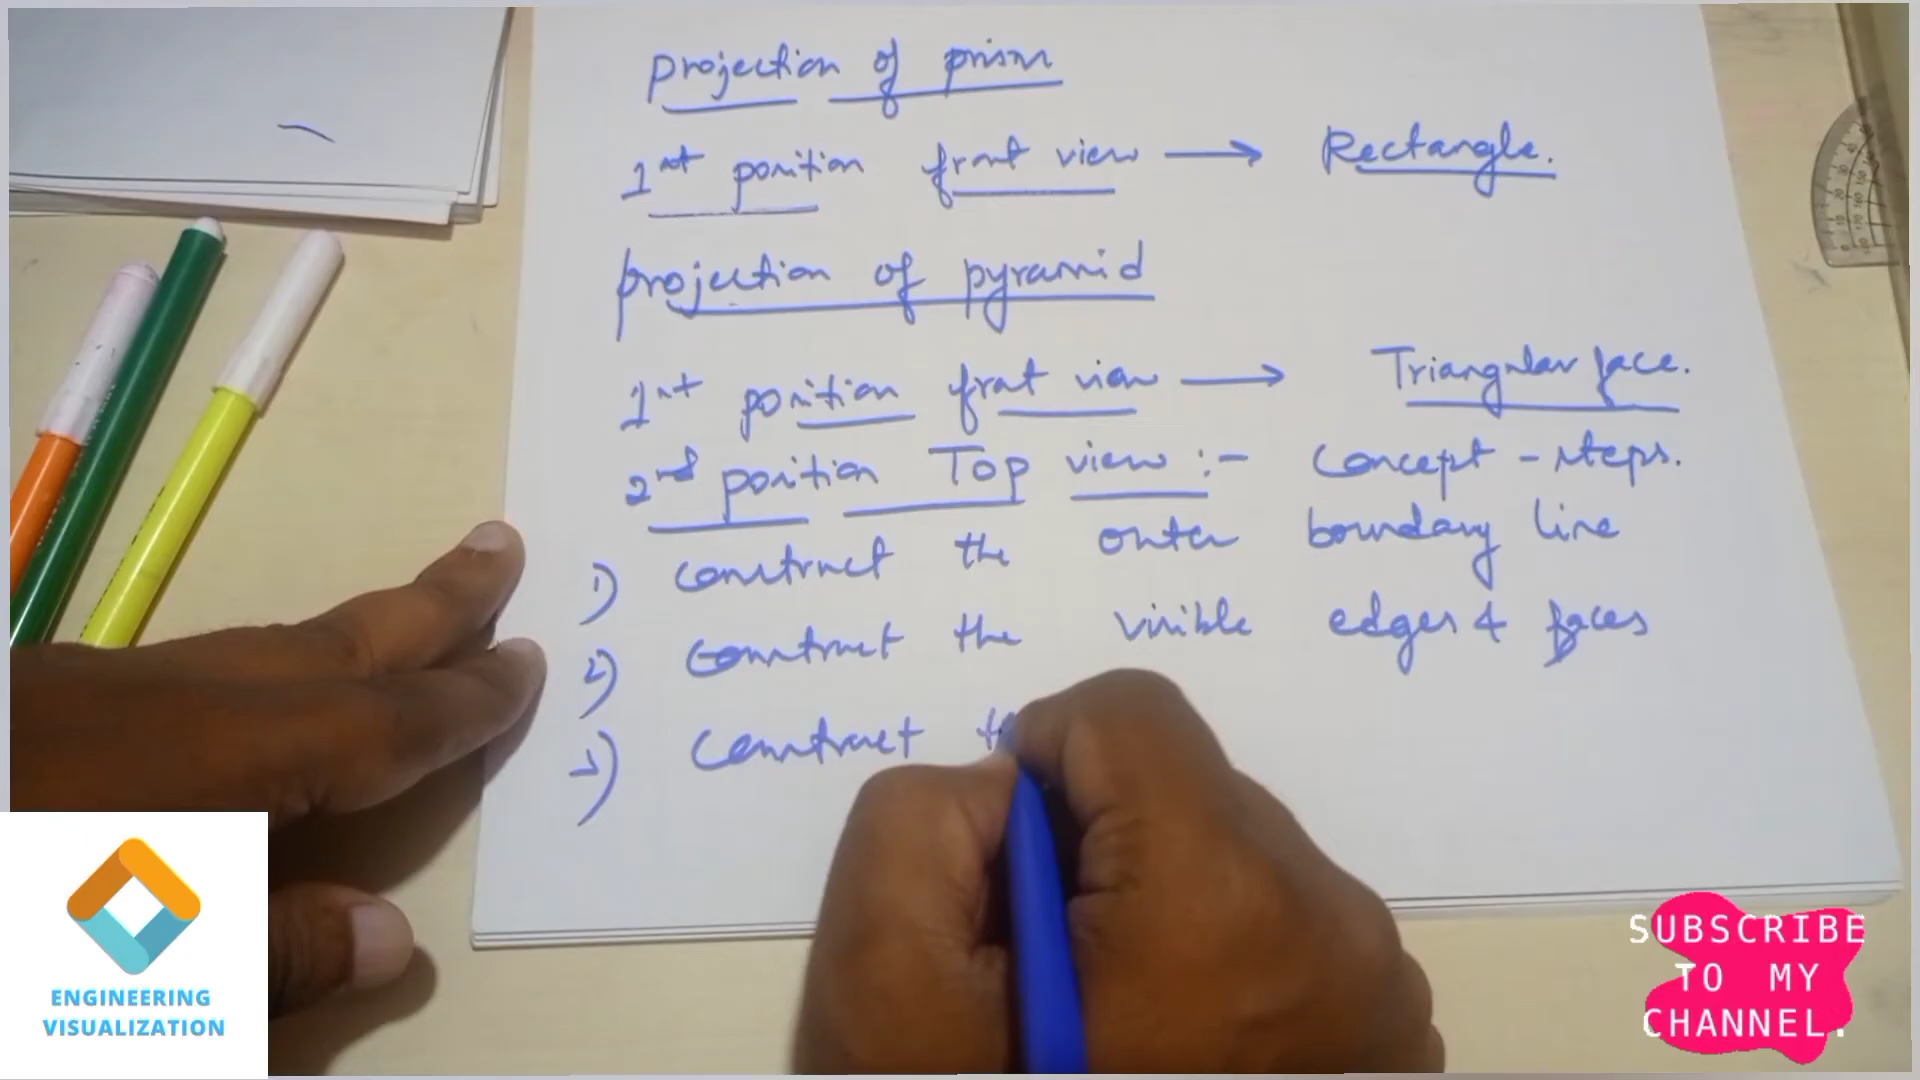 Projection of prism
1st position front view → Rectangle.
Projection of pyramid
1st position front view → Triangular face.
2nd position Top view :- Concept - steps.
1) Construct the outer boundary line
2) Construct the visible edges & faces
3) Construct th
ENGINEERING
VISUALIZATION
SUBSCRIBE
TO MY
CHANNEL.